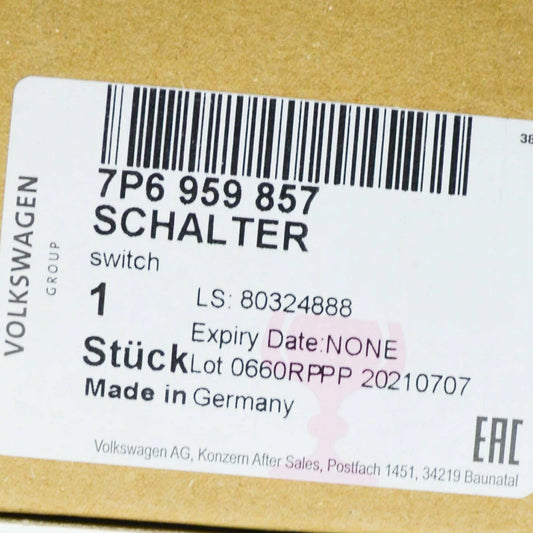 38
7P6 959 857
SCHALTER
switch
1
LS: 80324888
Expiry Date:NONE
Stück
Lot 0660RPPP 20210707
Made in Germany
EAC
Volkswagen AG, Konzern After Sales, Postfach 1451, 34219 Baunatal
VOLKSWAGEN
GROUP